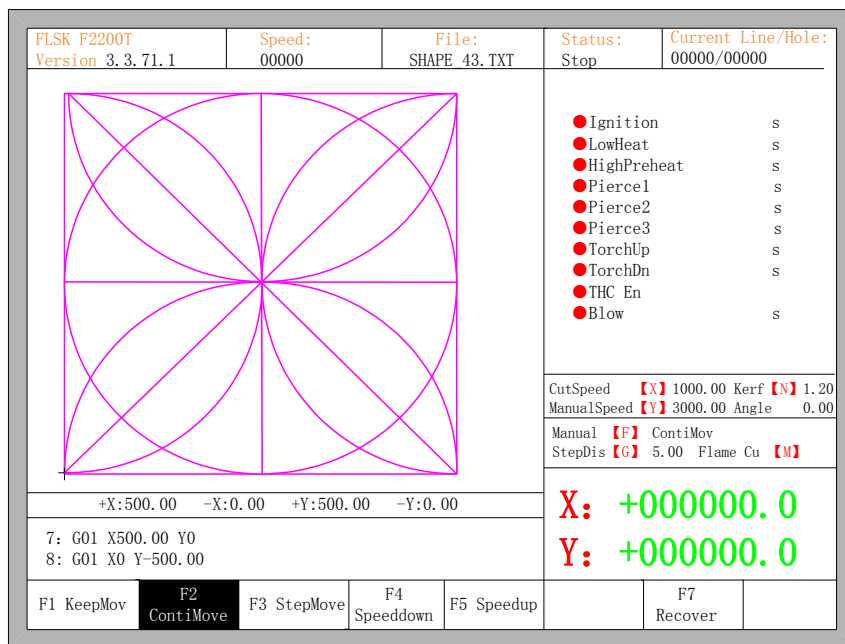 FLSK F2200T Speed: File: Status: Current Line/Hole:
Version 3.3.71.1 00000 SHAPE 43.TXT Stop 00000/00000
Ignition s
LowHeat s
HighPreheat s
Pierce1 s
Pierce2 s
Pierce3 s
TorchUp s
TorchDn s
THC En
Blow s
CutSpeed 【X】 1000.00 Kerf 【N】 1.20
ManualSpeed 【Y】 3000.00 Angle 0.00
Manual 【F】 ContiMov
StepDis 【G】 5.00 Flame Cu 【M】
+X:500.00 -X:0.00 +Y:500.00 -Y:0.00
7: G01 X500.00 Y0
8: G01 X0 Y-500.00
X: +000000.0
Y: +000000.0
F1 KeepMov
F2
ContiMove
F3 StepMove
F4
Speeddown
F5 Speedup
F7
Recover